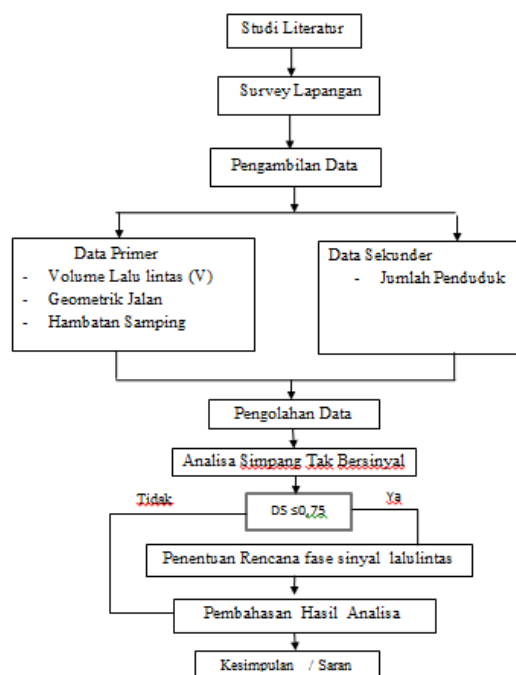 Studi Literatur
Survey Lapangan
Pengambilan Data
Data Primer
- Volume Lalu lintas (V)
- Geometrik Jalan
- Hambatan Samping
Data Sekunder
- Jumlah Penduduk
Pengolahan Data
Analisa Simpang Tak Bersinyal
Tidak
DS ≤0,75
Ya
Penentuan Rencana fase sinyal lalulintas
Pembahasan Hasil Analisa
Kesimpulan / Saran